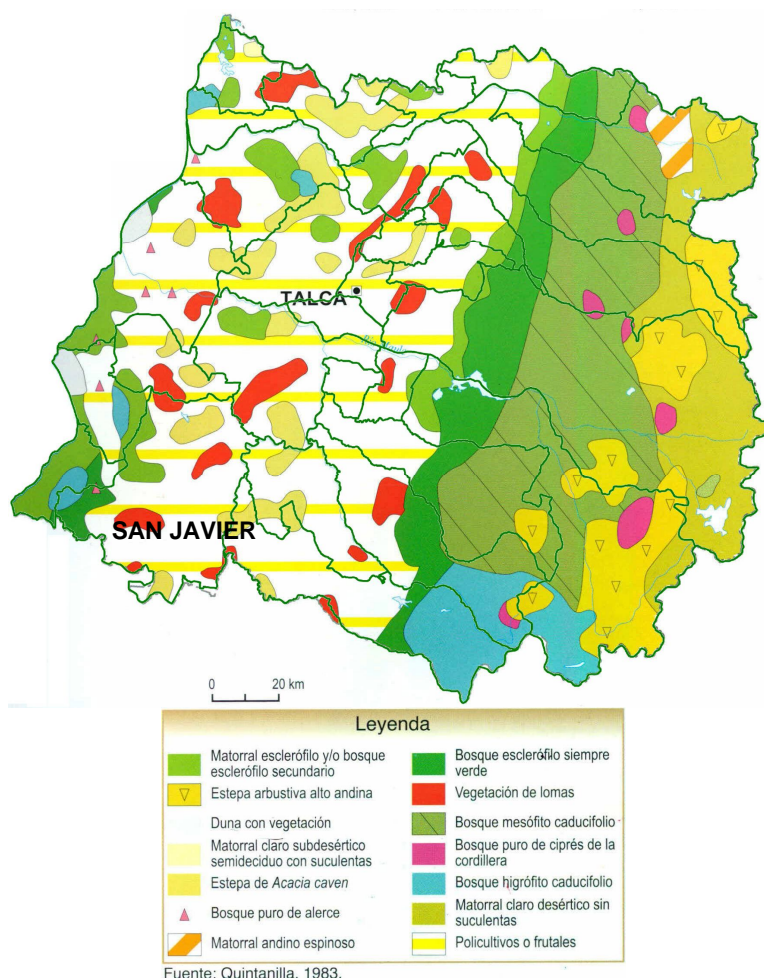 TALCA
Río Maule
SAN JAVIER
0 20 km
Leyenda
Matorral esclerófilo y/o bosque
esclerófilo secundario
Estepa arbustiva alto andina
Duna con vegetación
Matorral claro subdesértico
semideciduo con suculentas
Estepa de Acacia caven
Bosque puro de alerce
Matorral andino espinoso
Bosque esclerófilo siempre
verde
Vegetación de lomas
Bosque mesófito caducifolio
Bosque puro de ciprés de la
cordillera
Bosque higrófito caducifolio
Matorral claro desértico sin
suculentas
Policultivos o frutales
Fuente: Quintanilla, 1983.